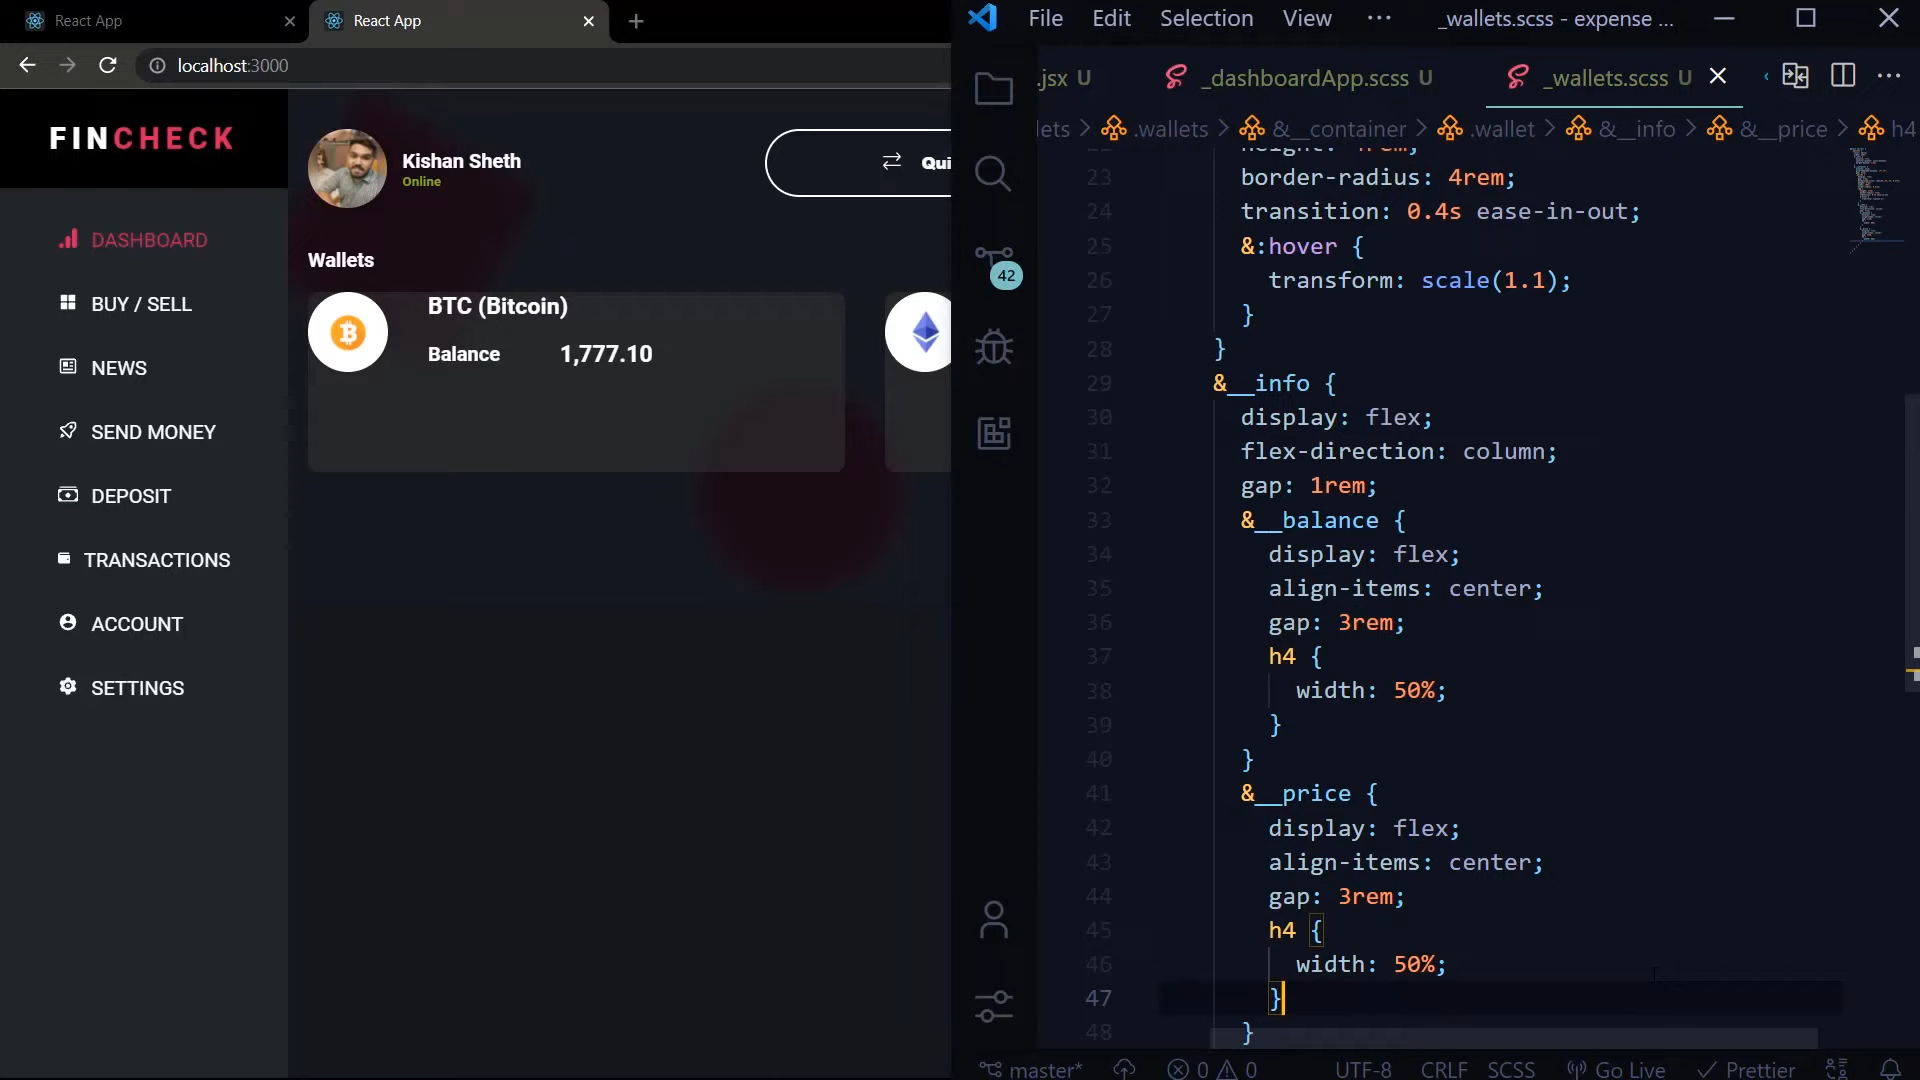 React App
React App
localhost:3000
FINCHECK
DASHBOARD
BUY / SELL
NEWS
SEND MONEY
DEPOSIT
TRANSACTIONS
ACCOUNT
SETTINGS
Kishan Sheth
Online
Qui
Wallets
BTC (Bitcoin)
Balance 1,777.10
File Edit Selection View ··· _wallets.scss - expense ...
.jsx U _dashboardApp.scss U _wallets.scss U
lets > .wallets > &__container > .wallet > &__info > &__price > h4
42
height: 4rem;
23 border-radius: 4rem;
24 transition: 0.4s ease-in-out;
25 &:hover {
26 transform: scale(1.1);
27 }
28 }
29 &__info {
30 display: flex;
31 flex-direction: column;
32 gap: 1rem;
33 &__balance {
34 display: flex;
35 align-items: center;
36 gap: 3rem;
37 h4 {
38 width: 50%;
39 }
40 }
41 &__price {
42 display: flex;
43 align-items: center;
44 gap: 3rem;
45 h4 {
46 width: 50%;
47 }
48 }
master* 0 0 UTF-8 CRLF SCSS Go Live Prettier